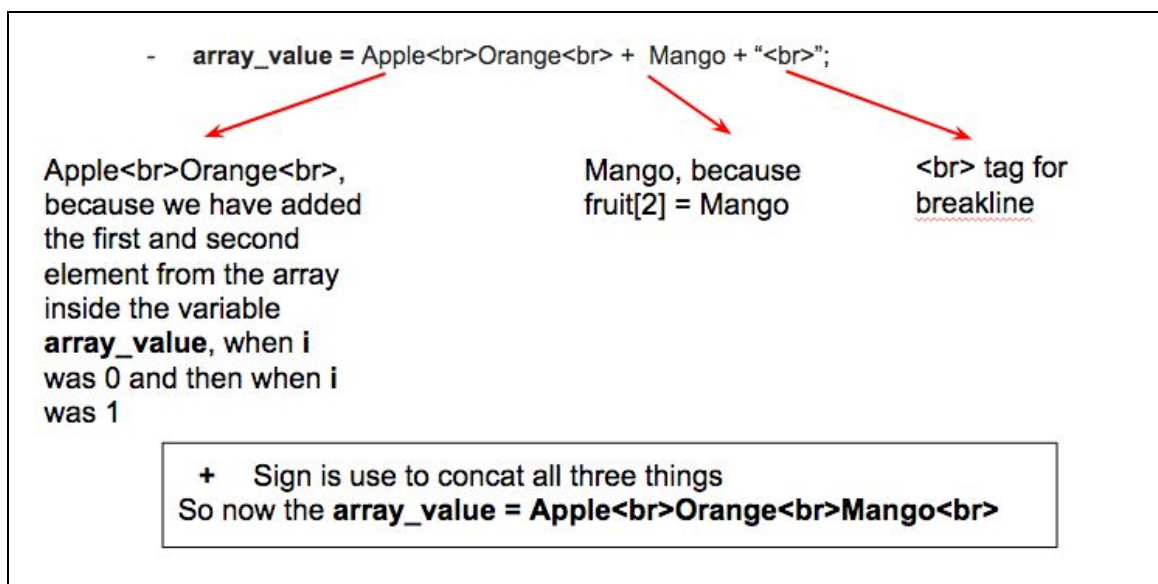 - array_value = Apple<br>Orange<br> + Mango + “<br>”;
Apple<br>Orange<br>,
because we have added
the first and second
element from the array
inside the variable
array_value, when i
was 0 and then when i
was 1
Mango, because
fruit[2] = Mango
<br> tag for
breakline
+ Sign is use to concat all three things
So now the array_value = Apple<br>Orange<br>Mango<br>